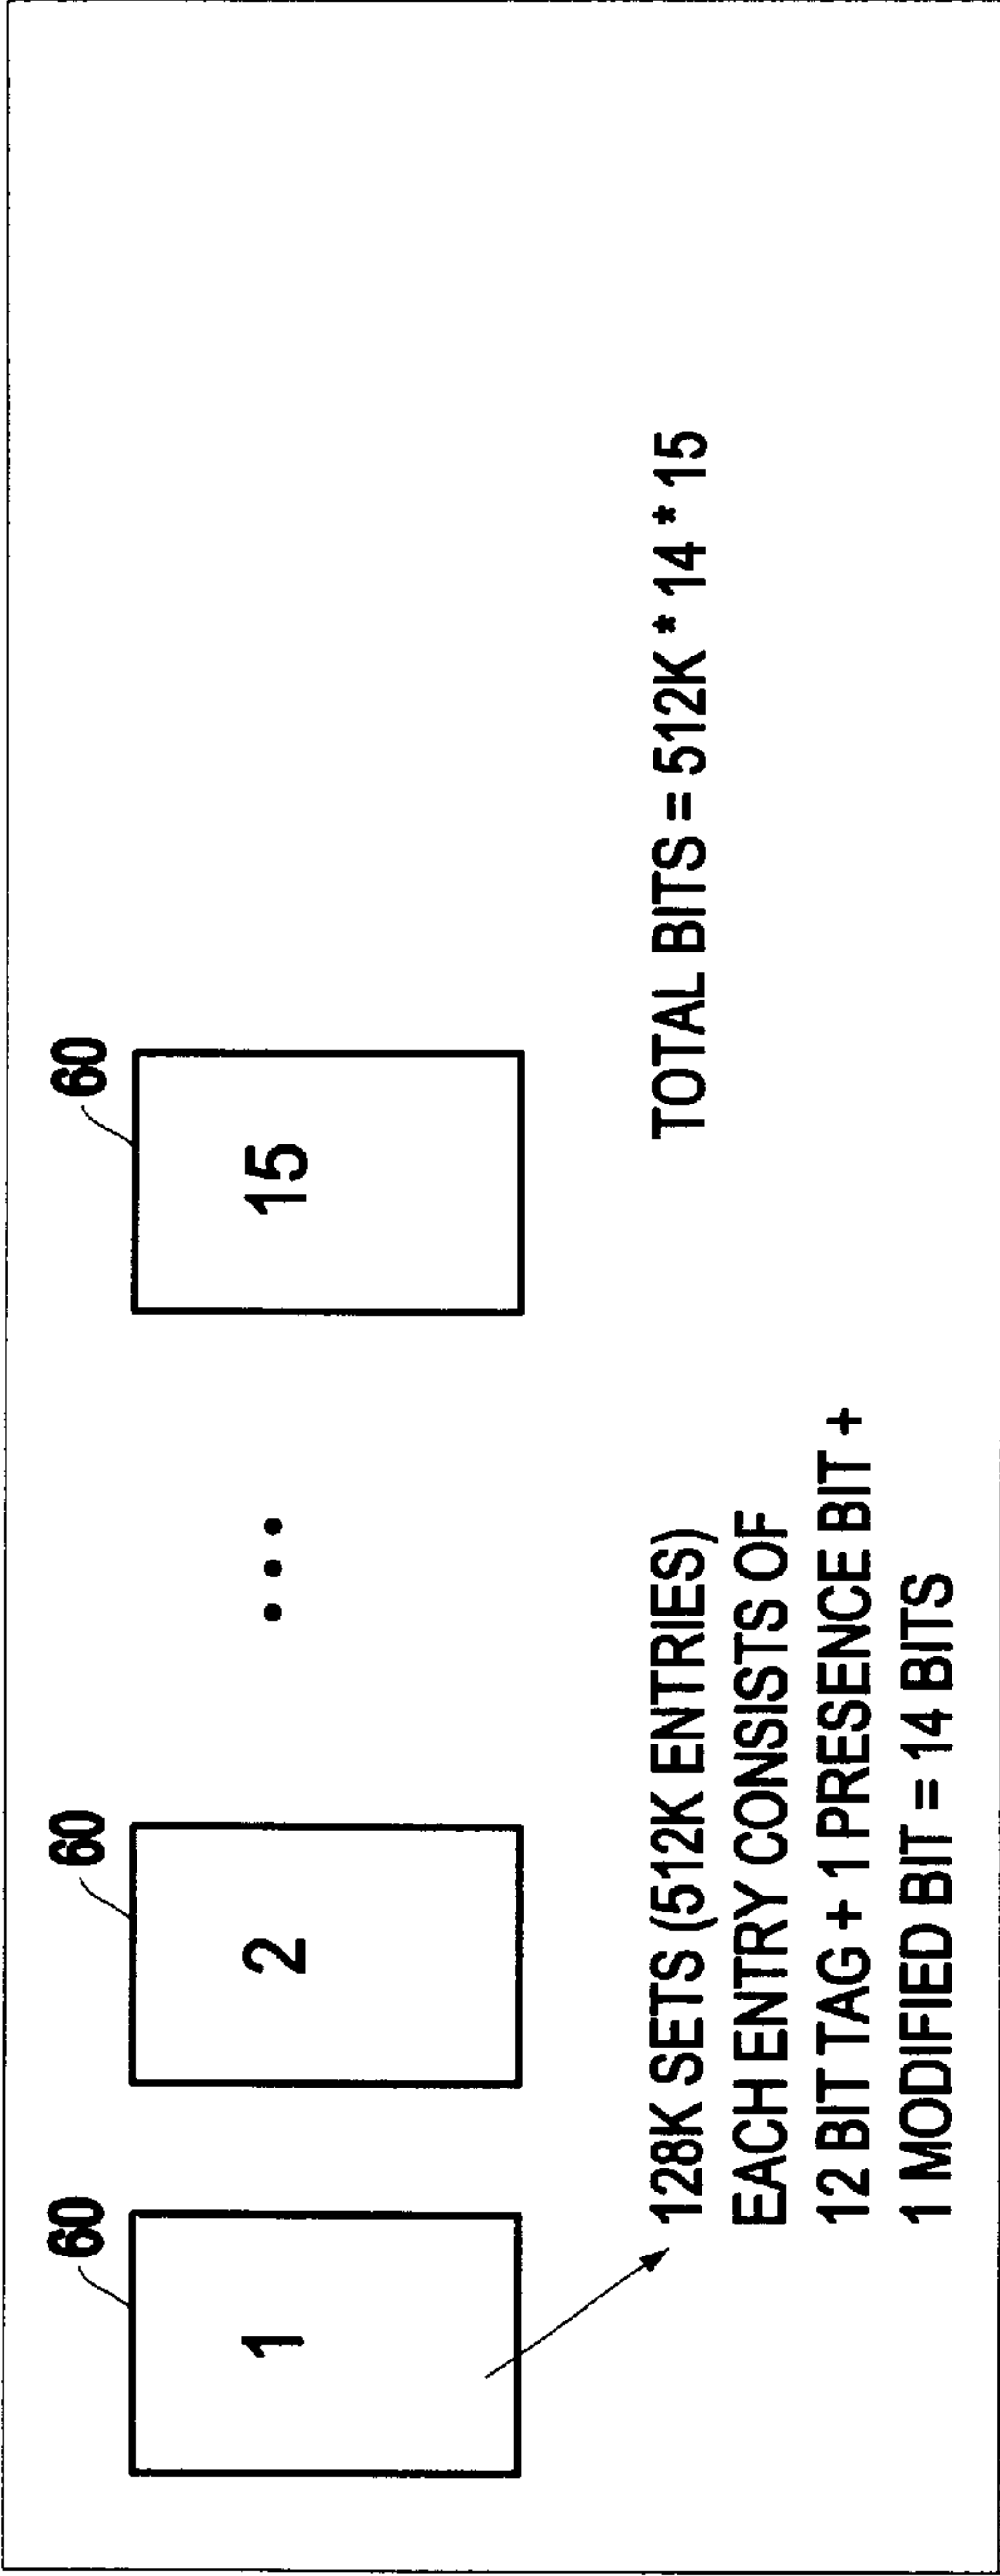 60
60
60
1
2
• • •
15
128K SETS (512K ENTRIES)
EACH ENTRY CONSISTS OF
12 BIT TAG + 1 PRESENCE BIT +
1 MODIFIED BIT = 14 BITS
TOTAL BITS = 512K * 14 * 15